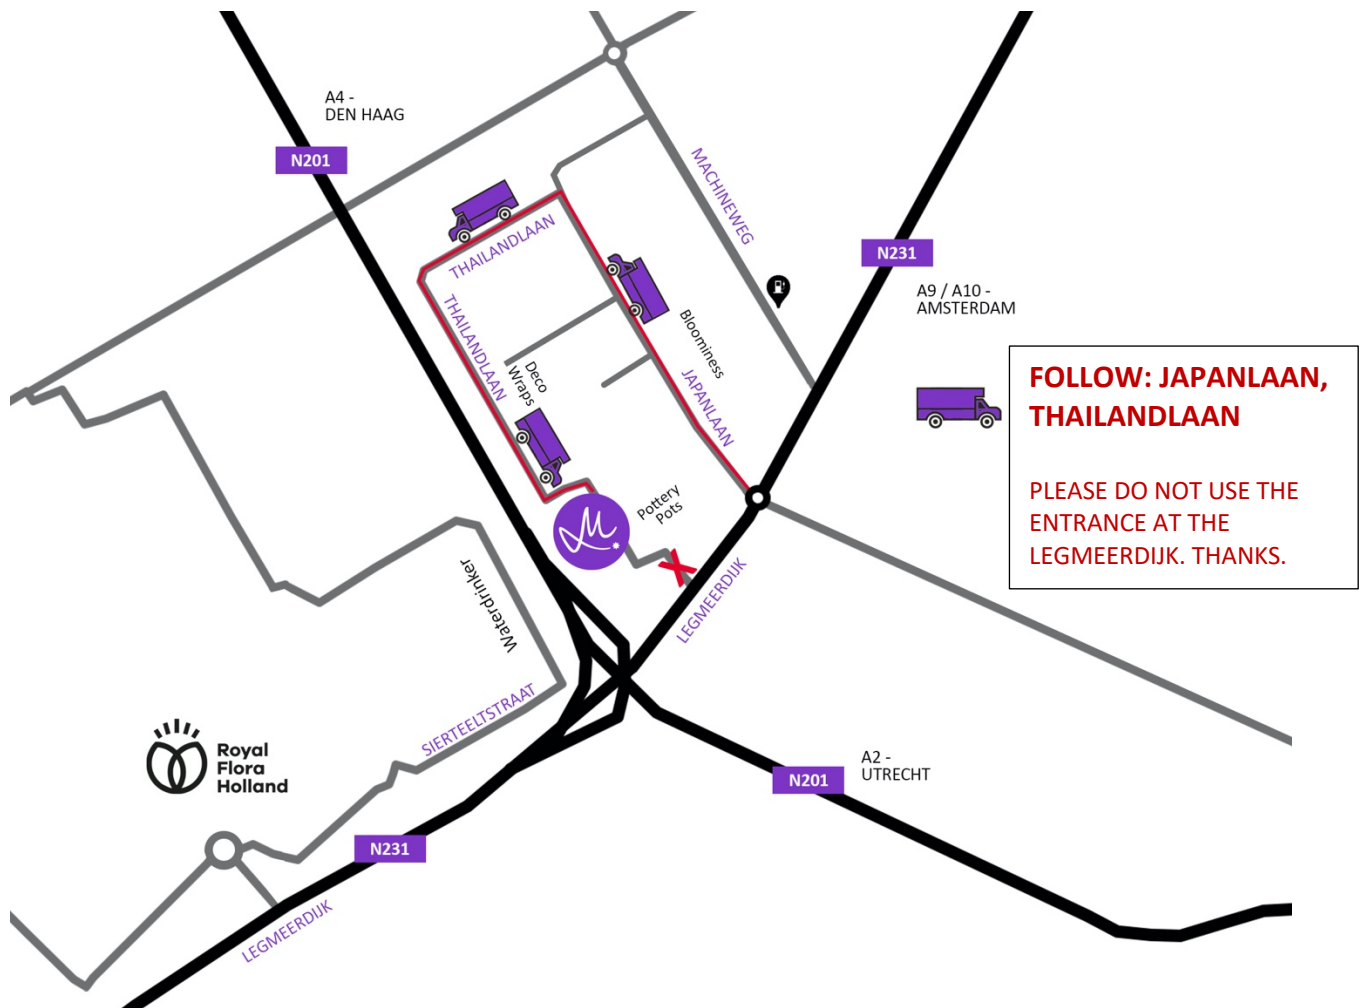 A4 -
DEN HAAG
N201
MACHINEWEG
THAILANDLAAN
N231
A9 / A10 -
AMSTERDAM
THAILANDLAAN
Bloominess
Deco
Wraps
JAPANLAAN
FOLLOW: JAPANLAAN,
THAILANDLAAN
PLEASE DO NOT USE THE
ENTRANCE AT THE
LEGMEERDIJK. THANKS.
Pottery
Pots
M
LEGMEERDIJK
Waterdrinker
SIERTEELTSTRAAT
Royal
Flora
Holland
A2 -
UTRECHT
N201
N231
LEGMEERDIJK